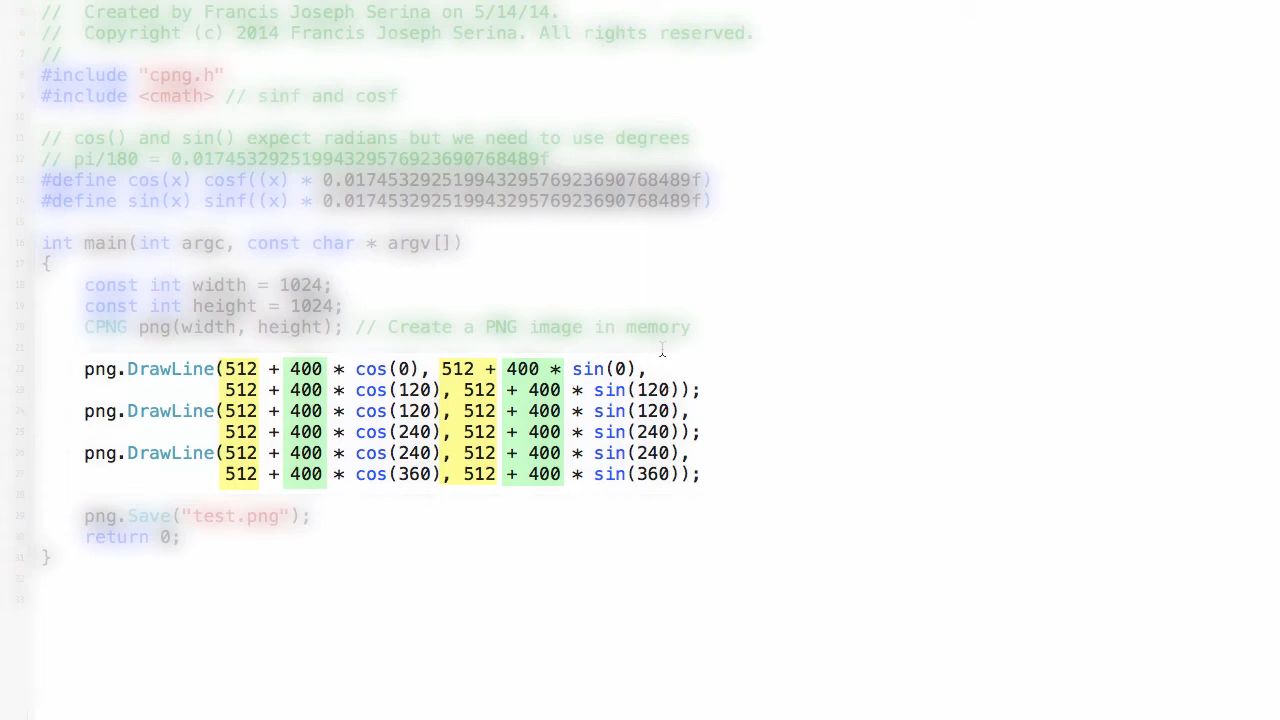 //  Created by Francis Joseph Serina on 5/14/14.
//  Copyright (c) 2014 Francis Joseph Serina. All rights reserved.
//
#include "cpng.h"
#include <cmath> // sinf and cosf
// cos() and sin() expect radians but we need to use degrees
// pi/180 = 0.01745329251994329576923690768489f
#define cos(x) cosf((x) * 0.01745329251994329576923690768489f)
#define sin(x) sinf((x) * 0.01745329251994329576923690768489f)
int main(int argc, const char * argv[])
{
    const int width = 1024;
    const int height = 1024;
    CPNG png(width, height); // Create a PNG image in memory
    png.DrawLine(512 + 400 * cos(0), 512 + 400 * sin(0),
                 512 + 400 * cos(120), 512 + 400 * sin(120));
    png.DrawLine(512 + 400 * cos(120), 512 + 400 * sin(120),
                 512 + 400 * cos(240), 512 + 400 * sin(240));
    png.DrawLine(512 + 400 * cos(240), 512 + 400 * sin(240),
                 512 + 400 * cos(360), 512 + 400 * sin(360));
    png.Save("test.png");
    return 0;
}